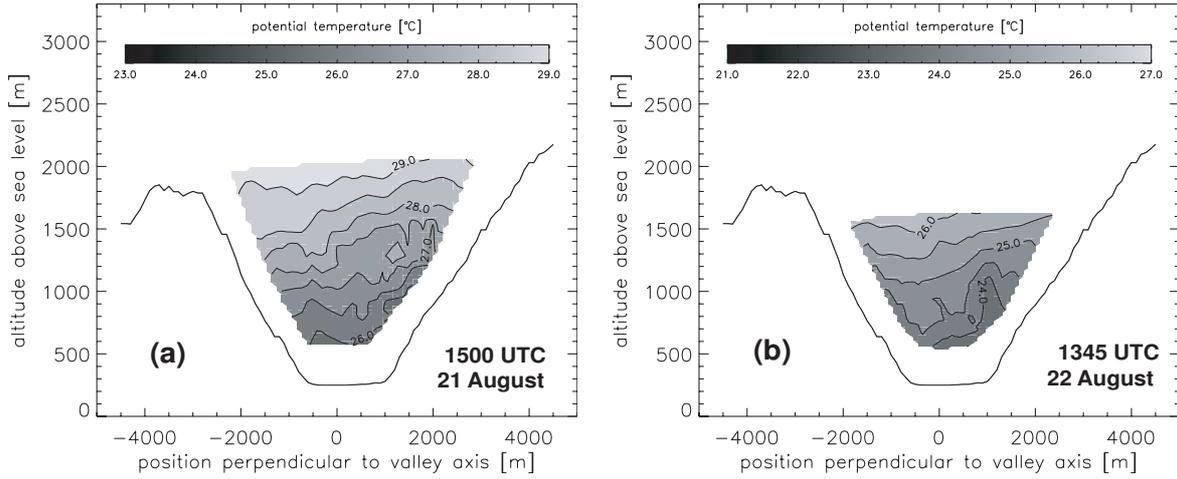 potential temperature [°C]
23.0 24.0 25.0 26.0 27.0 28.0 29.0
altitude above sea level [m]
3000
2500
2000
1500
1000
500
0
29.0
28.0
27.0
26.0
(a)
1500 UTC
21 August
−4000 −2000 0 2000 4000
position perpendicular to valley axis [m]
potential temperature [°C]
21.0 22.0 23.0 24.0 25.0 26.0 27.0
altitude above sea level [m]
3000
2500
2000
1500
1000
500
0
26.0
25.0
24.0
0
(b)
1345 UTC
22 August
−4000 −2000 0 2000 4000
position perpendicular to valley axis [m]